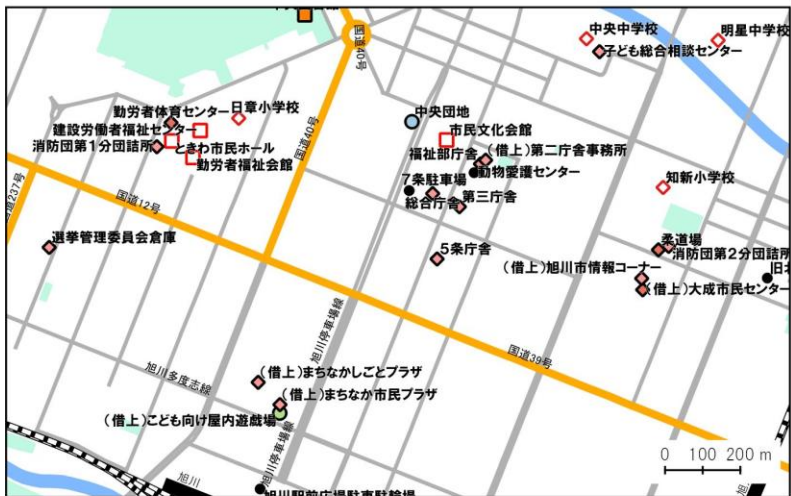 国道40号
中央中学校
明星中学校
子ども総合相談センター
勤労者体育センター
日章小学校
中央団地
建設労働者福祉センター
市民文化会館
消防団第1分団詰所
ときわ市民ホール
福祉部庁舎
(借上)第二庁舎事務所
勤労者福祉会館
国道40号
動物愛護センター
7条駐車場
知新小学校
総合庁舎
第三庁舎
国道237号
国道12号
選挙管理委員会倉庫
5条庁舎
柔道場
消防団第2分団詰所
(借上)旭川市情報コーナー
(借上)大成市民センター
旭川停車場線
国道39号
旭川多度志線
(借上)まちなかしごとプラザ
(借上)まちなか市民プラザ
(借上)こども向け屋内遊戯場
旭川停車場線
0 100 200 m
旭川
旭川駅前広場駐車駐輪場